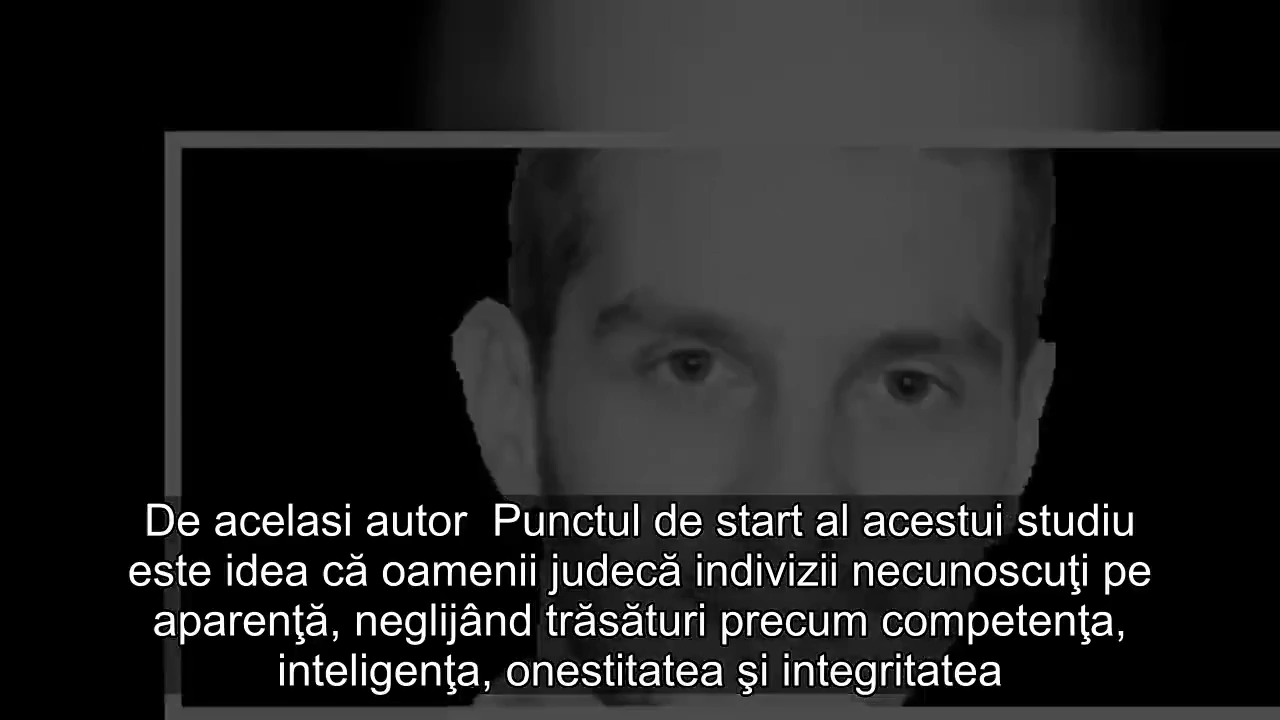 De acelasi autor  Punctul de start al acestui studiu
este idea că oamenii judecă indivizii necunoscuţi pe
aparenţă, neglijând trăsături precum competenţa,
inteligenţa, onestitatea şi integritatea